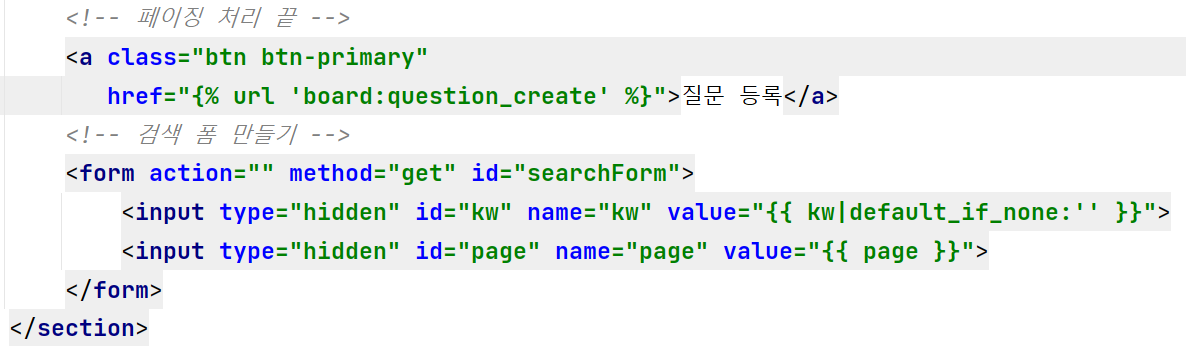 <!-- 페이징 처리 끝 -->
<a class="btn btn-primary"
href="{% url 'board:question_create' %}">질문 등록</a>
<!-- 검색 폼 만들기 -->
<form action="" method="get" id="searchForm">
<input type="hidden" id="kw" name="kw" value="{{ kw|default_if_none:'' }}">
<input type="hidden" id="page" name="page" value="{{ page }}">
</form>
</section>